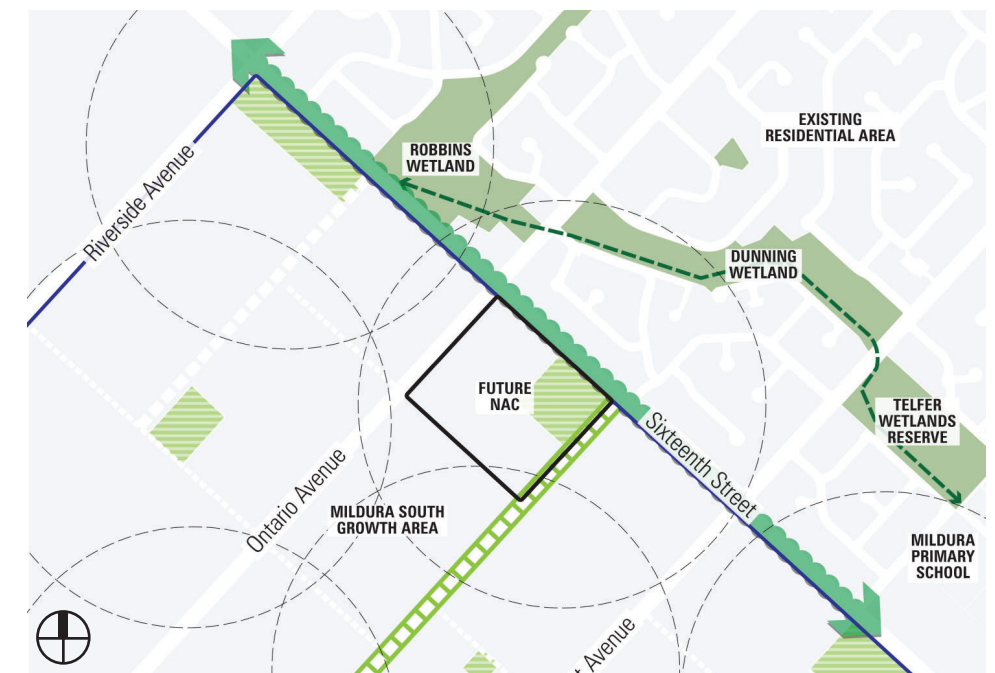 EXISTING
RESIDENTIAL AREA
ROBBINS
WETLAND
Riverside Avenue
DUNNING
WETLAND
FUTURE
NAC
TELFER
WETLANDS
RESERVE
Sixteenth Street
Ontario Avenue
MILDURA SOUTH
GROWTH AREA
MILDURA
PRIMARY
SCHOOL
t Avenue